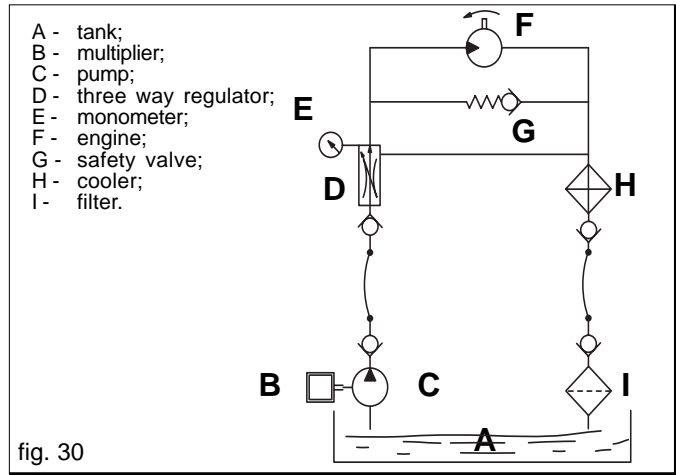 A - tank;
B - multiplier;
C - pump;
D - three way regulator;
E - monometer;
F - engine;
G - safety valve;
H - cooler;
I - filter.
F
E
G
D
H
B
C
I
A
fig. 30